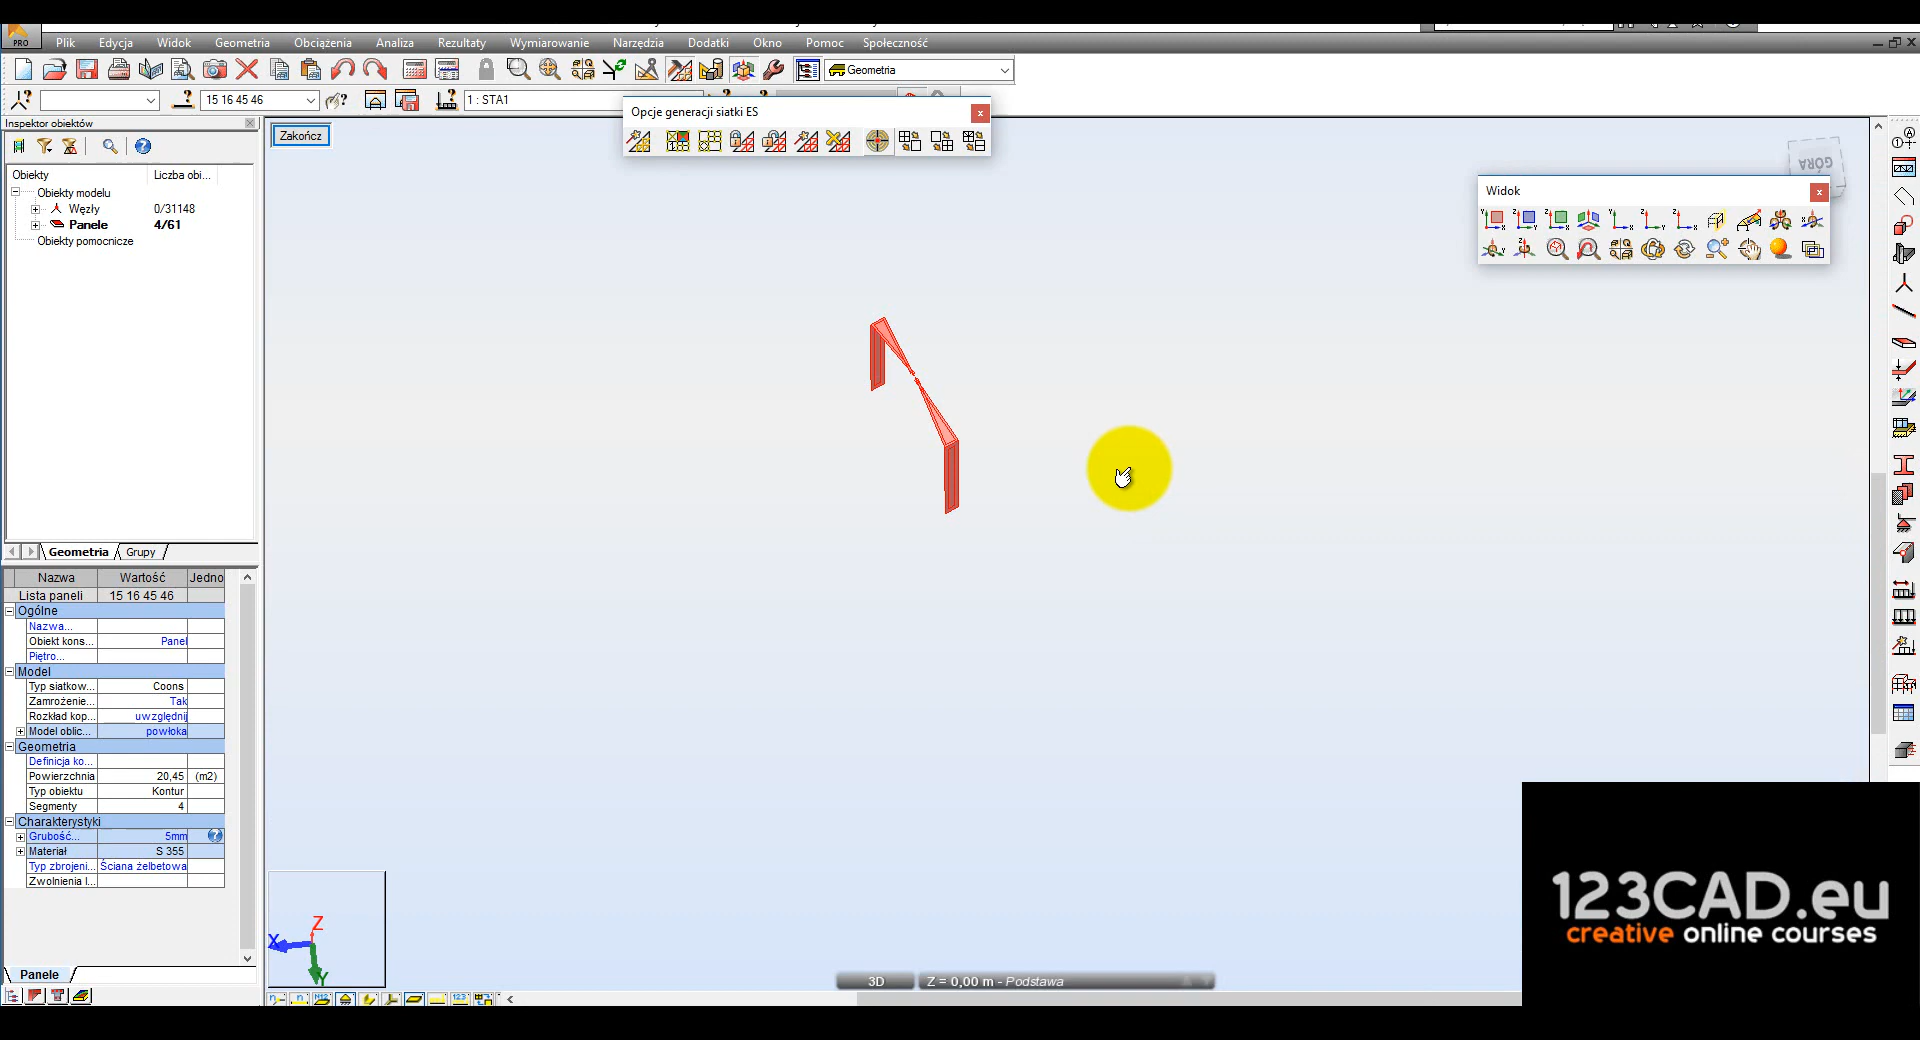 PRO
Plik Edycja Widok Geometria Obciążenia Analiza Rezultaty Wymiarowanie Narzędzia Dodatki Okno Pomoc Społeczność
Geometria
15 16 45 46
1 : STA1
Opcje generacji siatki ES
Inspektor obiektów
Zakończ
GÓRA
Widok
Obiekty Liczba obi...
Obiekty modelu
Węzły 0/31148
Panele 4/61
Obiekty pomocnicze
Geometria Grupy
Nazwa Wartość Jedno
Lista paneli 15 16 45 46
Ogólne
Nazwa...
Obiekt kons... Panel
Piętro...
Model
Typ siatkow... Coons
Zamrożenie... Tak
Rozkład kop... uwzględnij
Model oblic... powłoka
Geometria
Definicja ko...
Powierzchnia 20,45 (m2)
Typ obiektu Kontur
Segmenty 4
Charakterystyki
Grubość... 5mm
Materiał S 355
Typ zbrojeni... Ściana żelbetowa
Zwolnienia l...
Z
X
Y
Panele
3D Z = 0,00 m - Podstawa
123CAD.eu
creative online courses